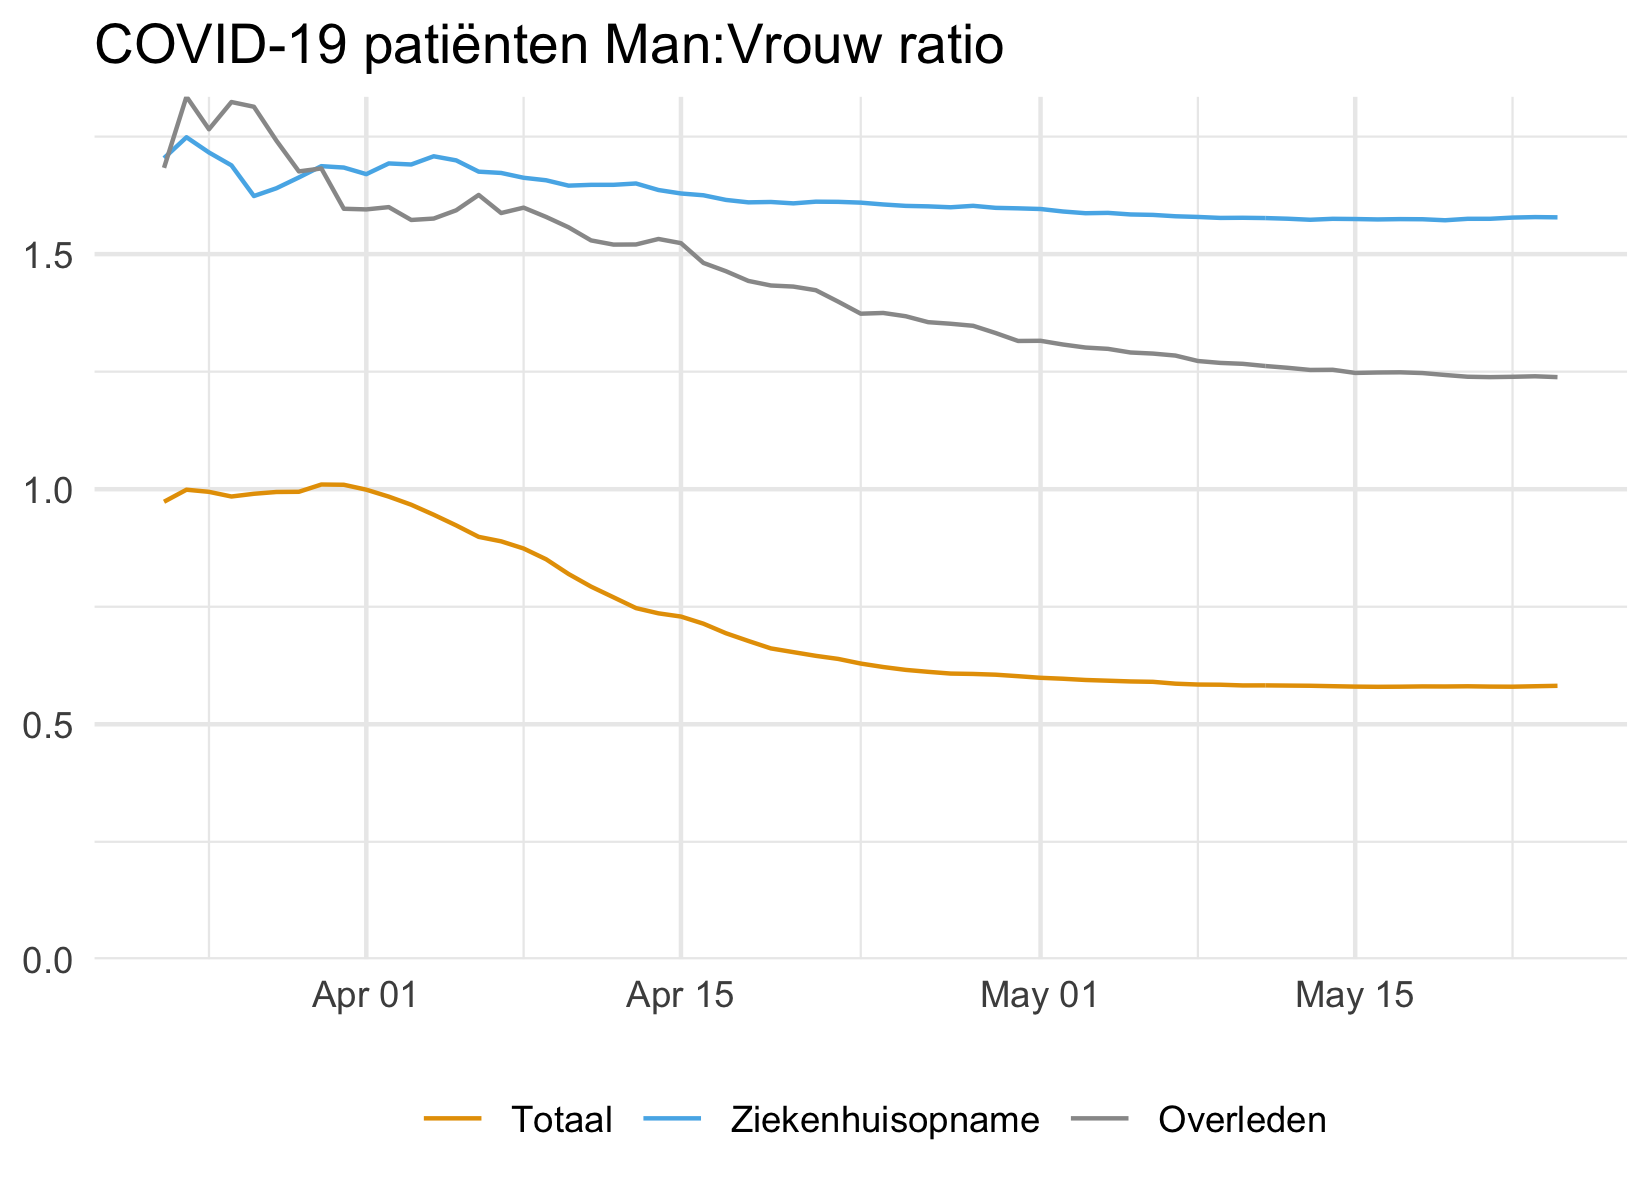 COVID-19 patiënten Man:Vrouw ratio
1.5
1.0
0.5
0.0
Apr 01 Apr 15 May 01 May 15
Totaal Ziekenhuisopname Overleden